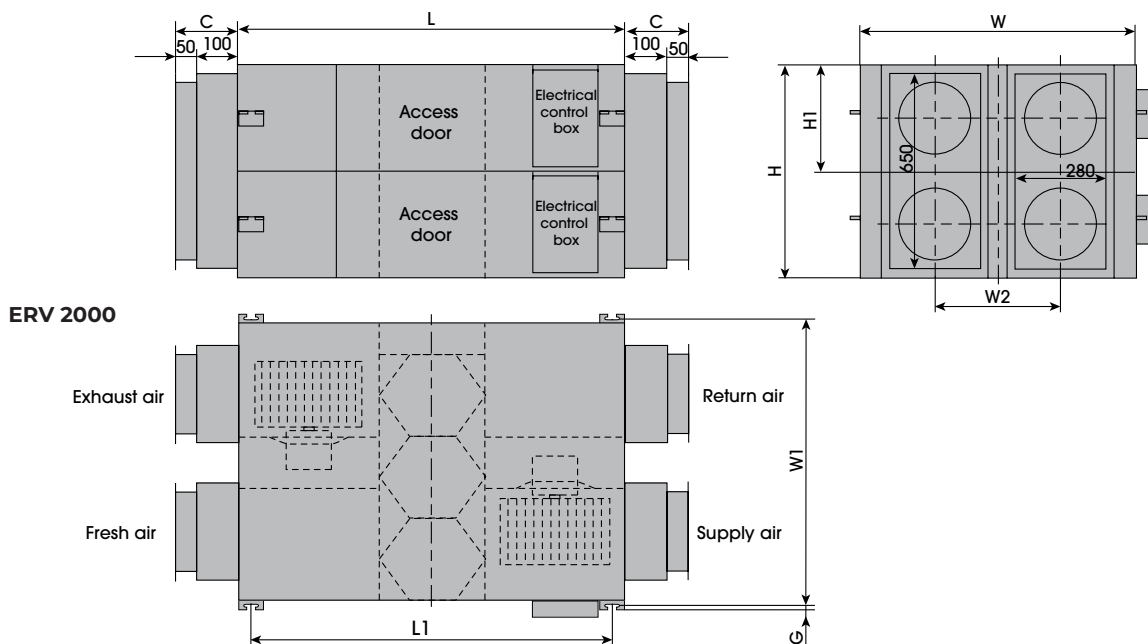 C L C
50 100 100 50
Access
door
Electrical
control
box
Access
door
Electrical
control
box
W
H
H1
650
280
W2
ERV 2000
Exhaust air
Return air
Fresh air
Supply air
W1
L1
G